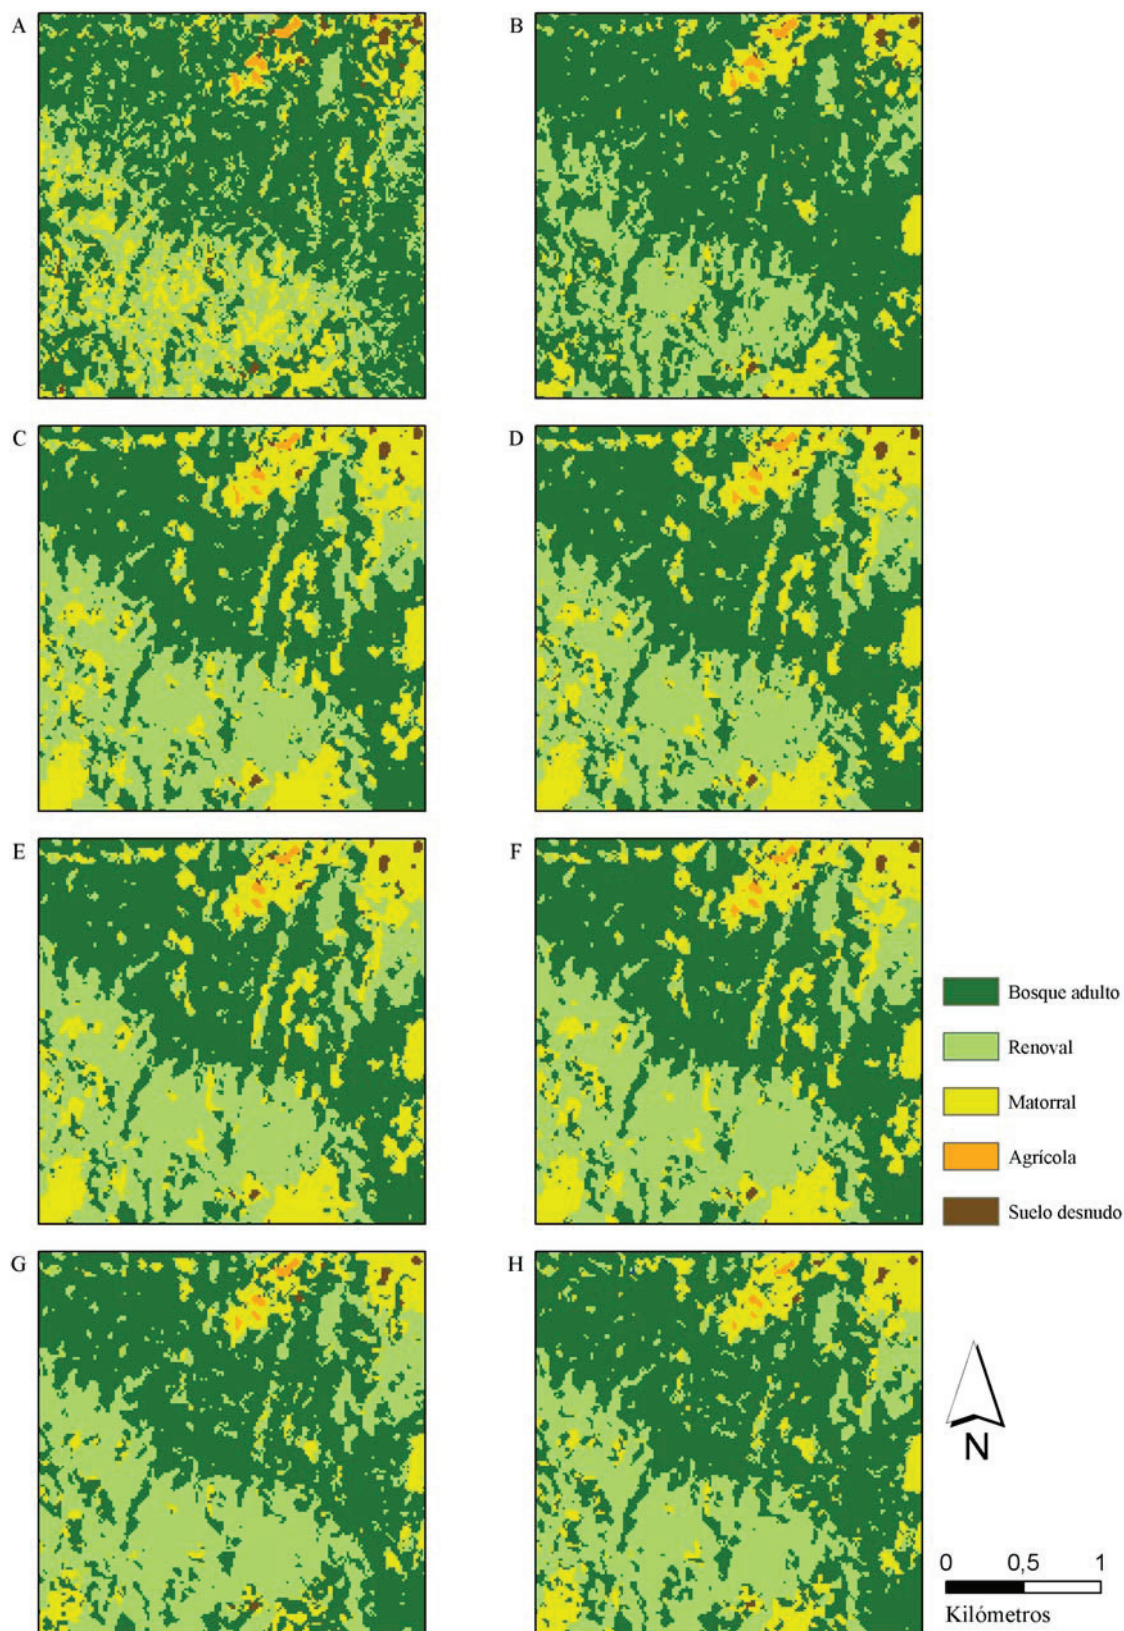 A
B
C
D
E
F
Bosque adulto
Renoval
Matorral
Agrícola
Suelo desnudo
G
H
N
0 0,5 1
Kilómetros